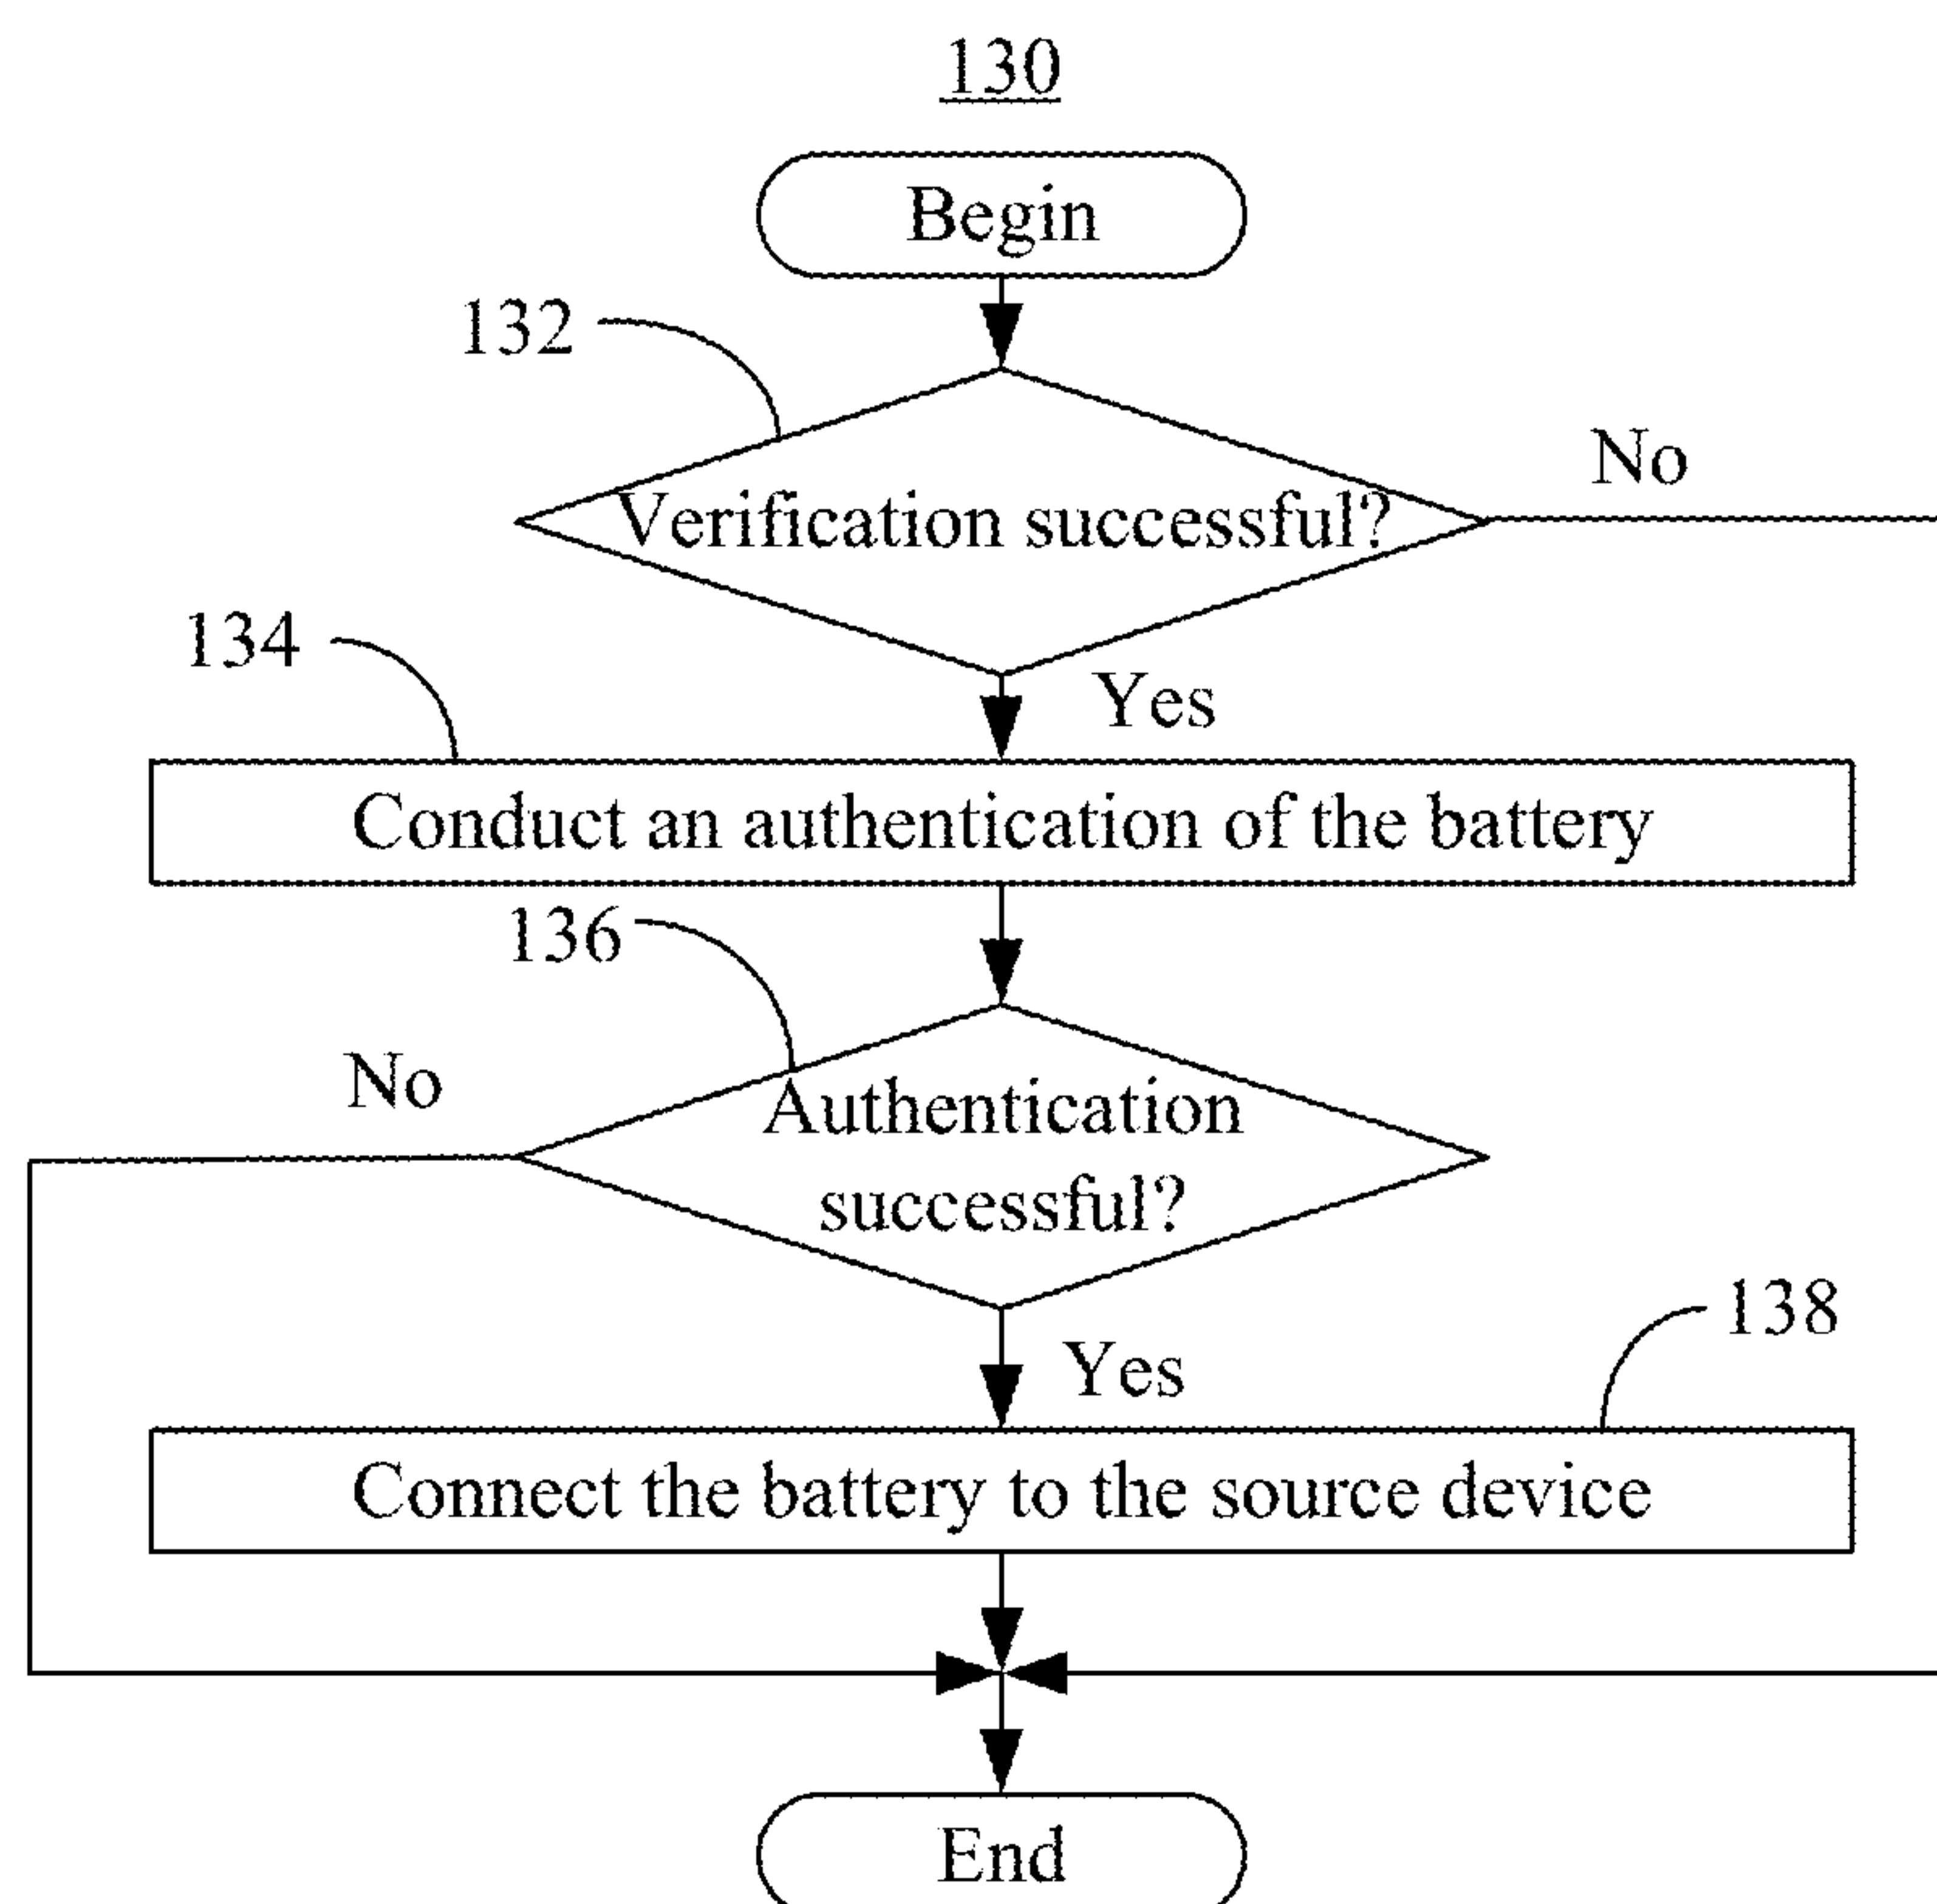 130
Begin
132
Verification successful?
No
134
Yes
Conduct an authentication of the battery
136
No
Authentication
successful?
138
Yes
Connect the battery to the source device
End